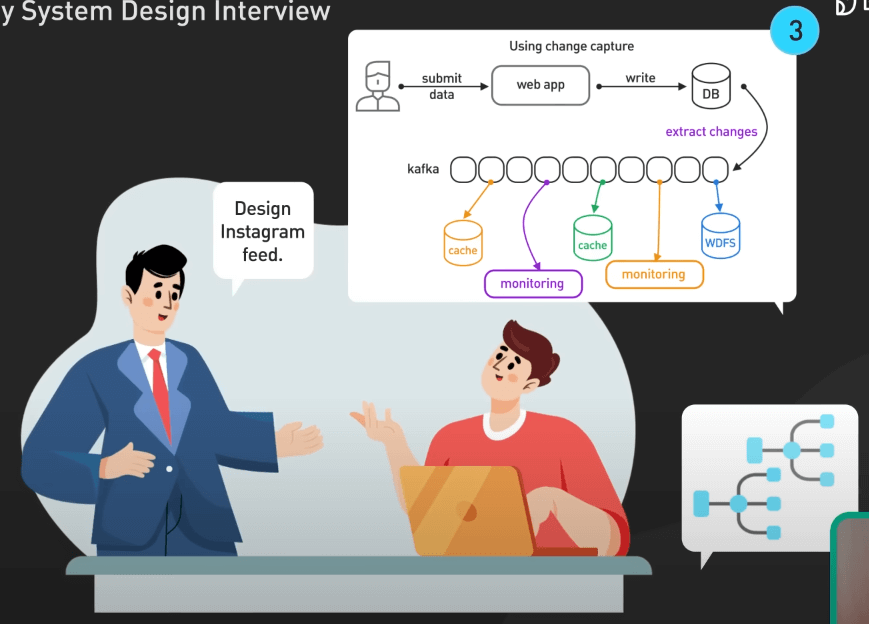 y System Design Interview
3
Using change capture
submit
data
web app
write
DB
extract changes
kafka
cache
monitoring
cache
monitoring
WDFS
Design
Instagram
feed.